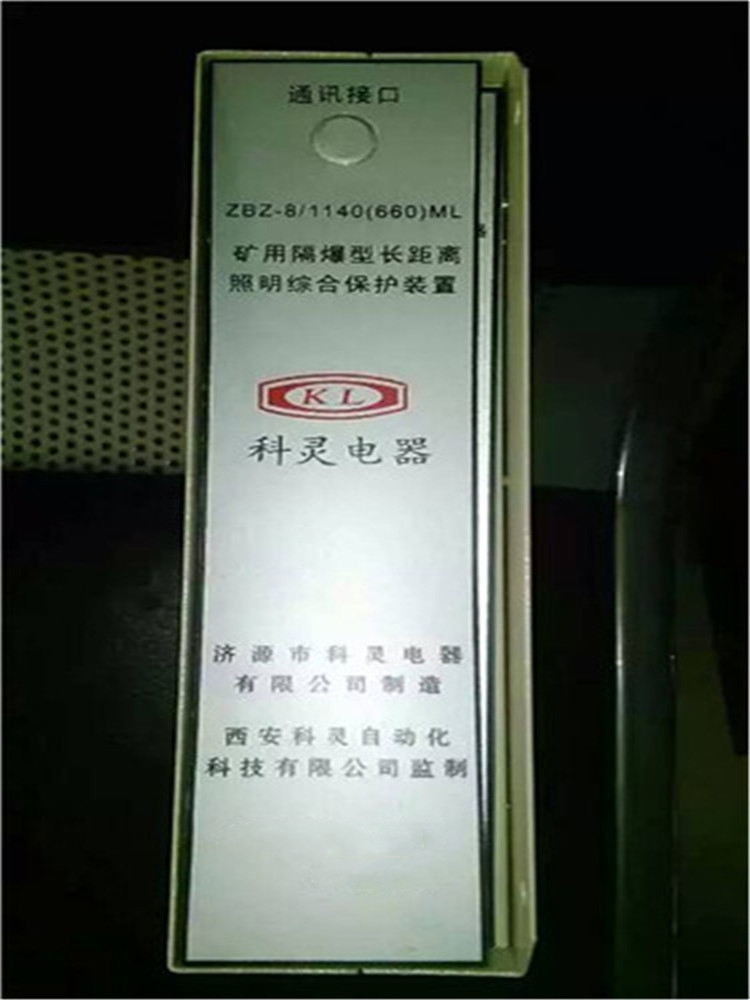 通讯接口
ZBZ-8/1140(660)ML
矿用隔爆型长距离
照明综合保护装置
KL
科灵电器
济源市科灵电器
有限公司制造
西安科灵自动化
科技有限公司监制